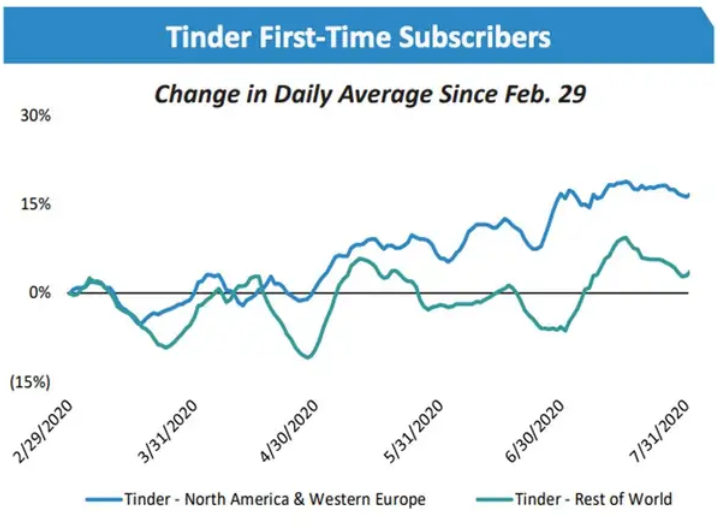 Tinder First-Time Subscribers
Change in Daily Average Since Feb. 29
30%
15%
0%
(15%)
2/29/2020
3/31/2020
4/30/2020
5/31/2020
6/30/2020
7/31/2020
Tinder - North America & Western Europe
Tinder - Rest of World